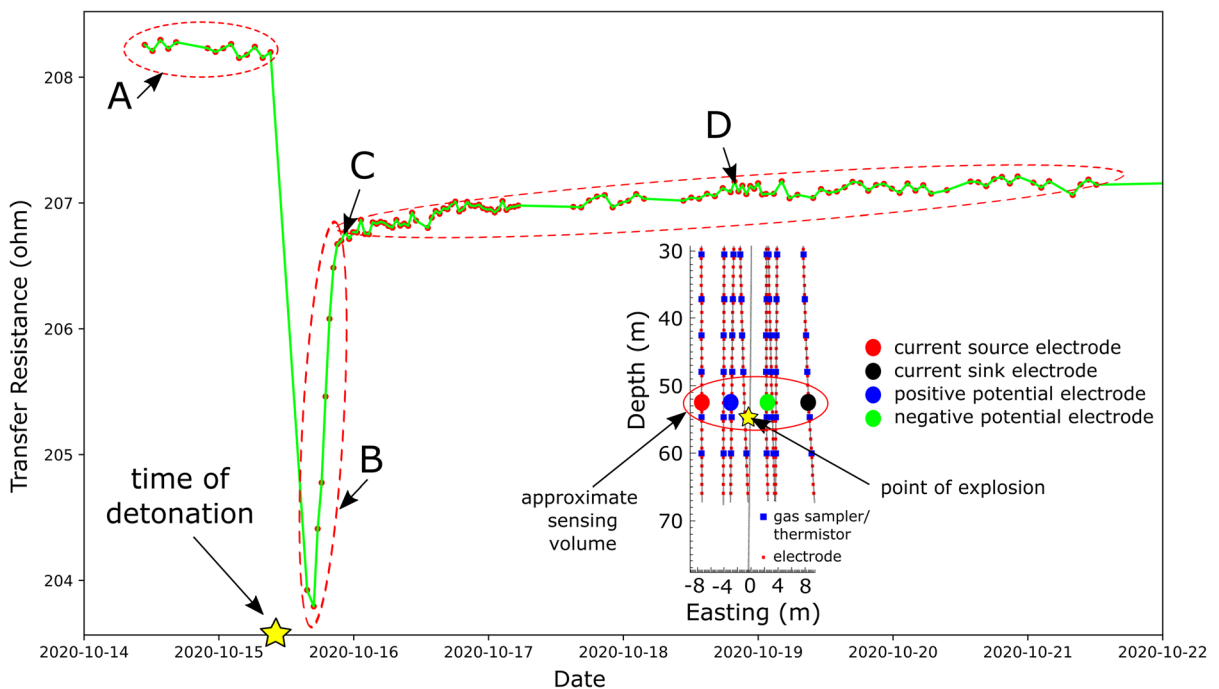 A
208
D
C
207
30
Transfer Resistance (ohm)
206
40
Depth (m)
current source electrode
current sink electrode
50
positive potential electrode
negative potential electrode
205
B
60
time of
detonation
point of explosion
approximate
sensing
volume
gas sampler/
thermistor
70
electrode
204
-8 -4 0 4 8
Easting (m)
2020-10-14 2020-10-15 2020-10-16 2020-10-17 2020-10-18 2020-10-19 2020-10-20 2020-10-21 2020-10-22
Date